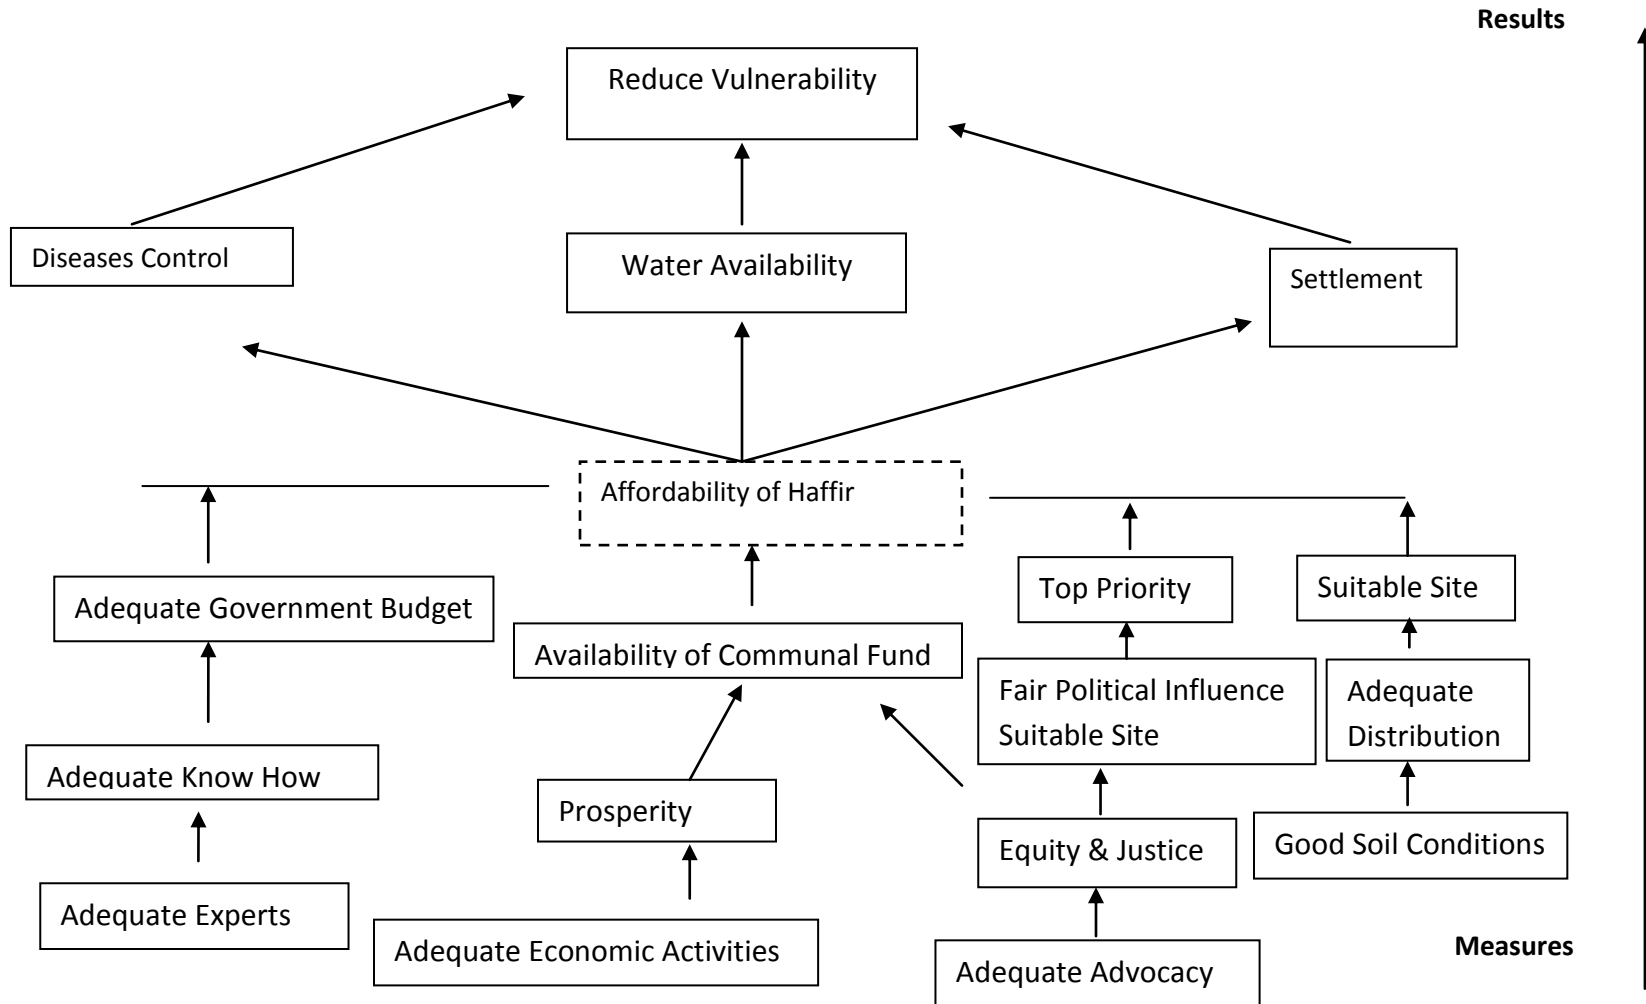 Results
Reduce Vulnerability
Diseases Control
Water Availability
Settlement
Affordability of Haffir
Adequate Government Budget
Top Priority
Suitable Site
Availability of Communal Fund
Fair Political Influence
Suitable Site
Adequate
Distribution
Adequate Know How
Prosperity
Equity & Justice
Good Soil Conditions
Adequate Experts
Adequate Economic Activities
Adequate Advocacy
Measures